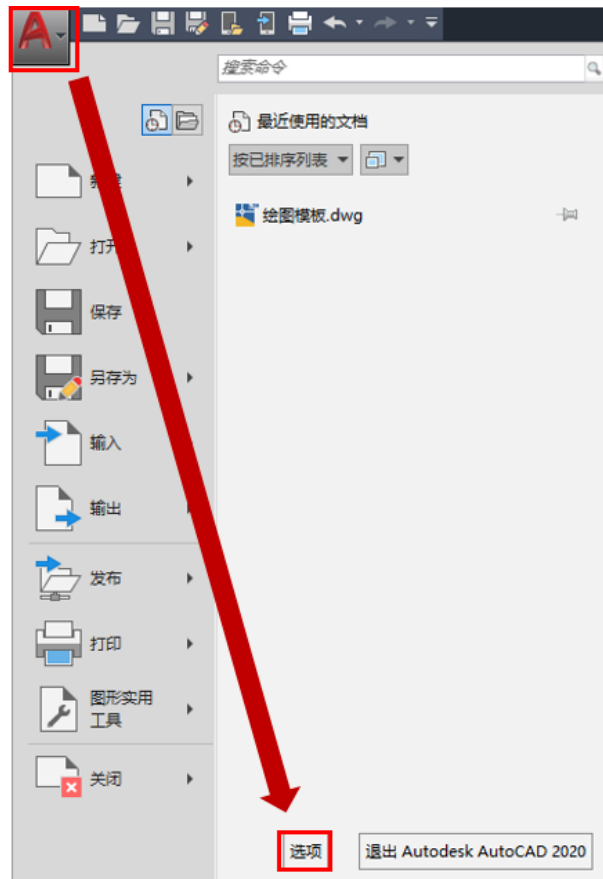 搜索命令
最近使用的文档
按已排序列表
绘图模板.dwg
打开
保存
另存为
输入
输出
发布
打印
图形实用
工具
关闭
选项
退出 Autodesk AutoCAD 2020